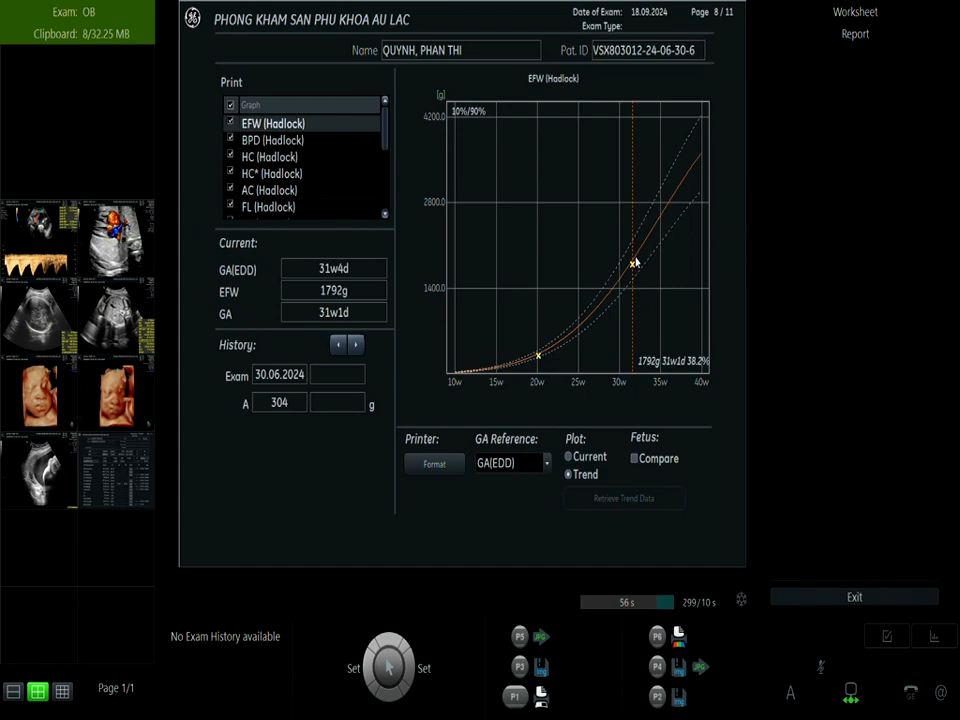 Exam: OB
Clipboard: 8/32.25 MB
PHONG KHAM SAN PHU KHOA AU LAC
Date of Exam: 18.09.2024 Page 8 / 11
Exam Type:
Name QUYNH, PHAN THI Pat. ID VSX803012-24-06-30-6
Worksheet
Report
Print
Graph
EFW (Hadlock)
BPD (Hadlock)
HC (Hadlock)
HC* (Hadlock)
AC (Hadlock)
FL (Hadlock)
Current:
GA(EDD) 31w4d
EFW 1792g
GA 31w1d
History:
Exam 30.06.2024
A 304 g
EFW (Hadlock)
[g]
10%/90%
4200.0
2800.0
1400.0
1792g 31w1d 38.2%
10w 15w 20w 25w 30w 35w 40w
Printer: GA Reference: Plot: Fetus:
Format GA(EDD) Current Compare
Trend
Retrieve Trend Data
56 s 299/10 s
Exit
No Exam History available
Set Set
P5 JPG P6
P3 img P4 img JPG
P1 P2 img
Page 1/1
A GE @